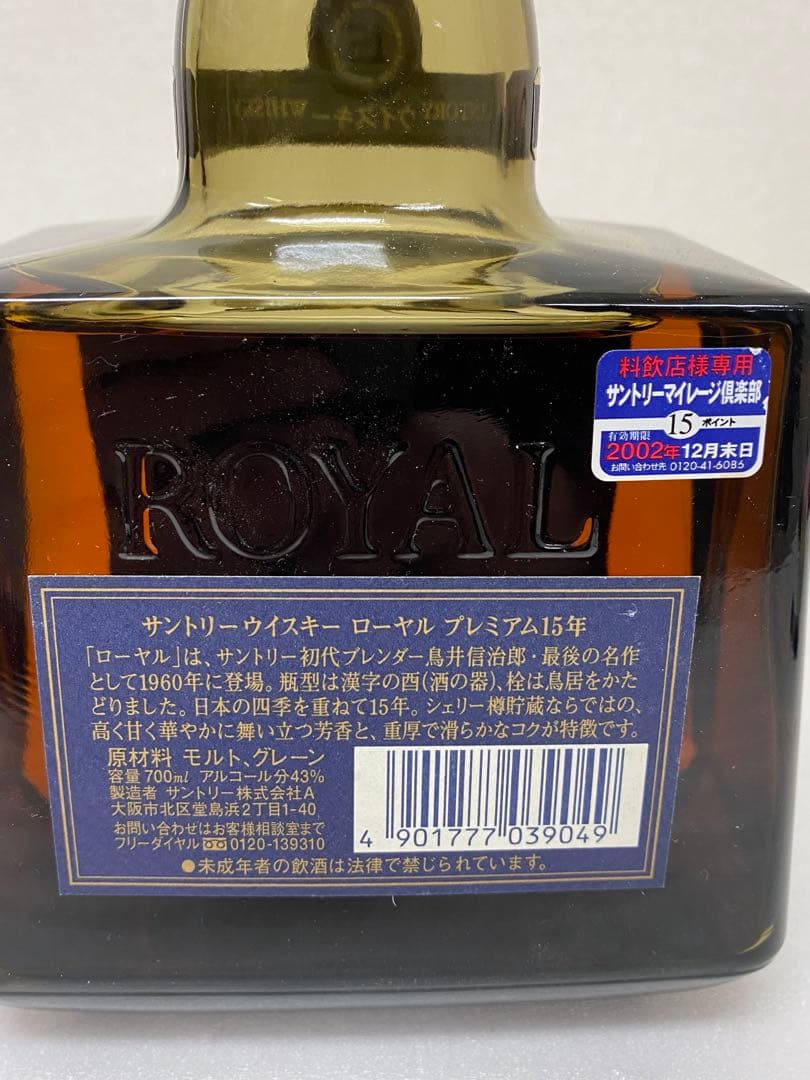 料飲店様専用
サントリーマイレージ倶楽部
15 ポイント
有効期限
2002年12月末日
お問い合わせ先 0120-41-6086
ROYAL
サントリーウイスキー ローヤル プレミアム15年
「ローヤル」は、サントリー初代ブレンダー鳥井信治郎・最後の名作
として1960年に登場。瓶型は漢字の酉(酒の器)、栓は鳥居をかた
どりました。日本の四季を重ねて15年。シェリー樽貯蔵ならではの、
高く甘く華やかに舞い立つ芳香と、重厚で滑らかなコクが特徴です。
原材料 モルト、グレーン
容量 700ml アルコール分43%
製造者 サントリー株式会社A
大阪市北区堂島浜2丁目1-40
お問い合わせはお客様相談室まで
フリーダイヤル 0120-139310
4 901777 039049
●未成年者の飲酒は法律で禁じられています。